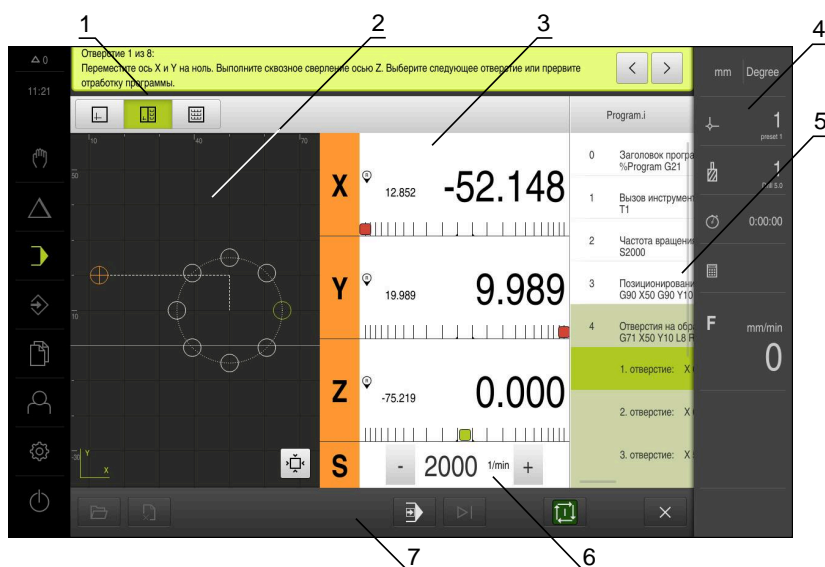 1
2
3
4
5
6
7
0
11:21
Отверстие 1 из 8:
Переместите ось X и Y на ноль. Выполните сквозное сверление осью Z. Выберите следующее отверстие или прервите
отработку программы.
mm Degree
1
preset 1
1
0:00:00
F mm/min
0
10 40 70
50
10
-30
Y
X
X 12.852 -52.148
Y 19.989 9.989
Z -75.219 0.000
S - 2000 1/min +
Program.i
0 Заголовок програ
%Program G21
1 Вызов инструмен
T1
2 Частота вращени
S2000
3 Позиционировани
G90 X50 G90 Y10
4 Отверстия на обра
G71 X50 Y10 L8 R
1. отверстие: X
2. отверстие: X
3. отверстие: X